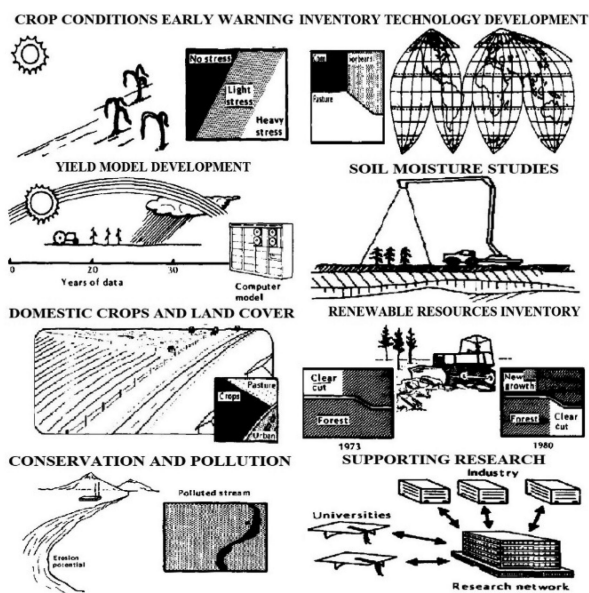 CROP CONDITIONS EARLY WARNING
INVENTORY TECHNOLOGY DEVELOPMENT
No stress
Light
stress
Heavy
stress
Corn
Soybeans
Pasture
YIELD MODEL DEVELOPMENT
SOIL MOISTURE STUDIES
0
20
30
Years of data
Computer
model
DOMESTIC CROPS AND LAND COVER
RENEWABLE RESOURCES INVENTORY
Pasture
Crops
Urban
Clear
cut
Forest
1973
New
growth
Forest
Clear
cut
1980
CONSERVATION AND POLLUTION
SUPPORTING RESEARCH
Polluted stream
Erosion
potential
Industry
Universities
Research network